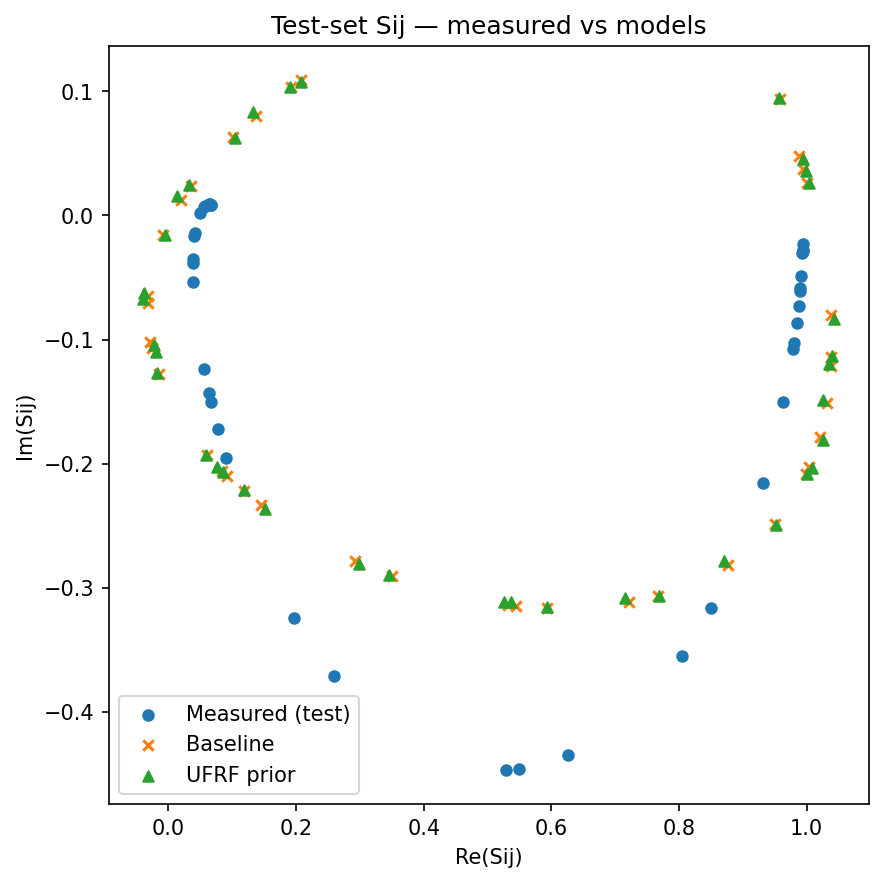 Test-set Sij — measured vs models
Im(Sij)
0.1
0.0
−0.1
−0.2
−0.3
−0.4
Measured (test)
Baseline
UFRF prior
0.0 0.2 0.4 0.6 0.8 1.0
Re(Sij)